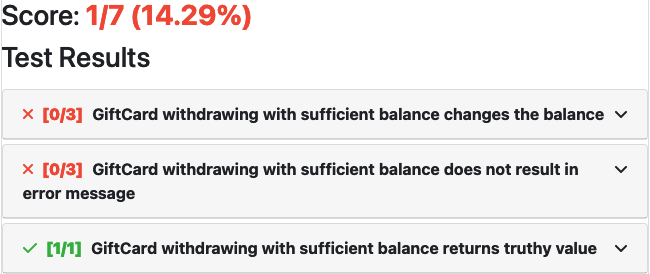 Score: 1/7 (14.29%)
Test Results
[0/3] GiftCard withdrawing with sufficient balance changes the balance
[0/3] GiftCard withdrawing with sufficient balance does not result in
error message
[1/1] GiftCard withdrawing with sufficient balance returns truthy value